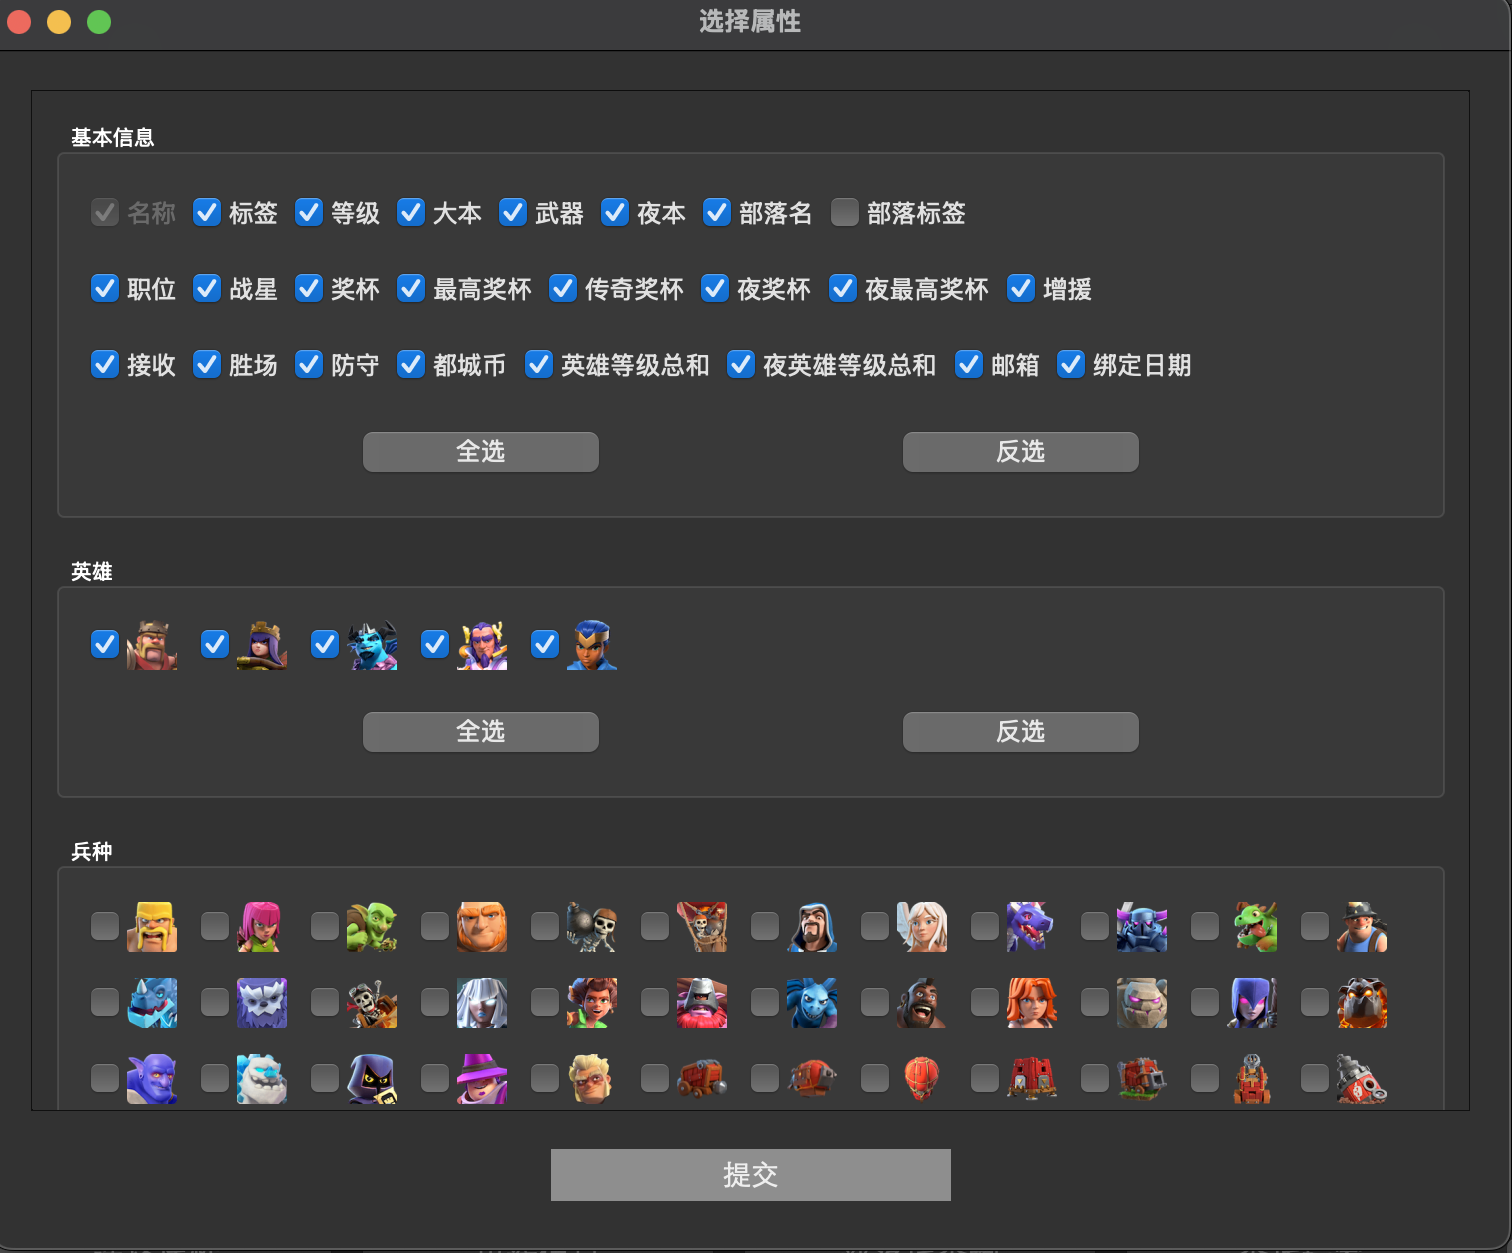 选择属性
基本信息
名称 标签 等级 大本 武器 夜本 部落名 部落标签
职位 战星 奖杯 最高奖杯 传奇奖杯 夜奖杯 夜最高奖杯 增援
接收 胜场 防守 都城币 英雄等级总和 夜英雄等级总和 邮箱 绑定日期
全选 反选
英雄
全选 反选
兵种
提交